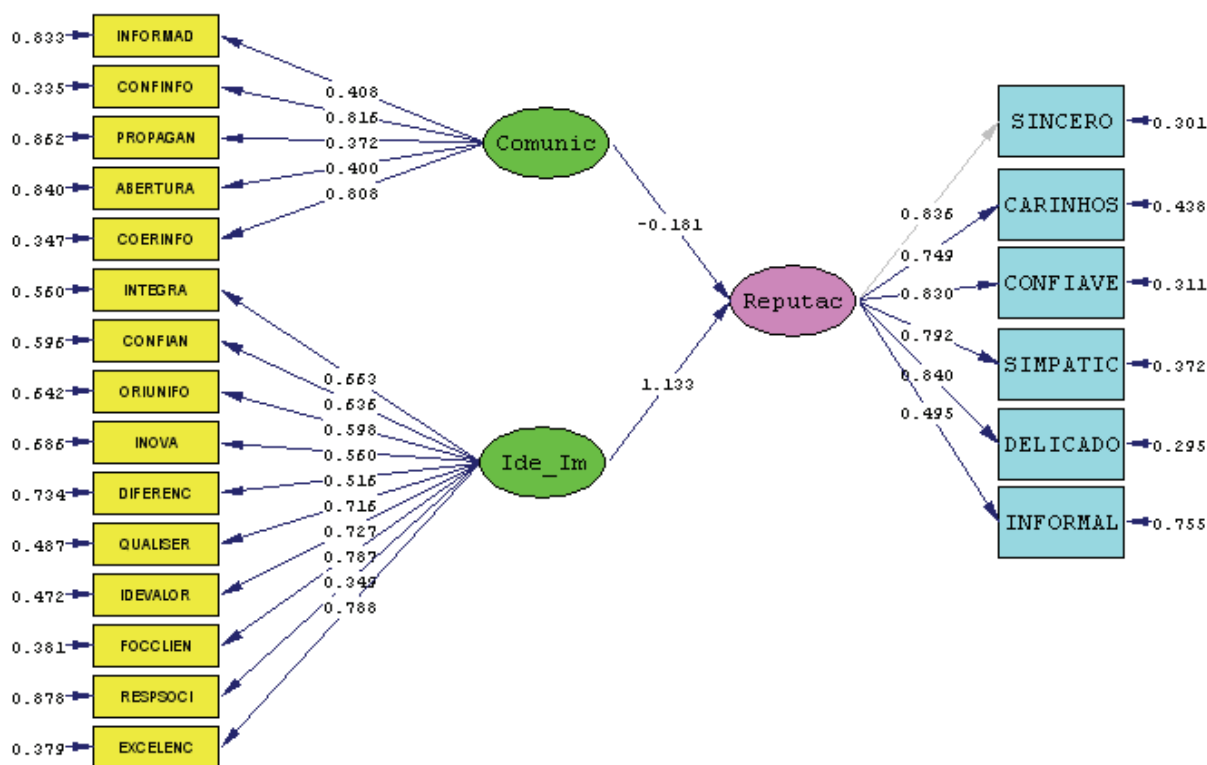 0.833 INFORMAD
0.335 CONFINFO
0.862 PROPAGAN
0.840 ABERTURA
0.347 COERINFO
0.560 INTEGRA
0.596 CONFIAN
0.642 ORIUNIFO
0.686 INOVA
0.734 DIFERENC
0.487 QUALISER
0.472 IDEVALOR
0.381 FOCCLIEN
0.878 RESPSOCI
0.379 EXCELENC
0.408
0.816
0.372
0.400
0.808
0.663
0.636
0.598
0.560
0.516
0.716
0.727
0.787
0.349
0.788
Comunic
Ide_Im
-0.181
1.133
Reputac
0.836
0.749
0.830
0.792
0.840
0.495
SINCERO 0.301
CARINHOS 0.438
CONFIAVE 0.311
SIMPATIC 0.372
DELICADO 0.295
INFORMAL 0.755